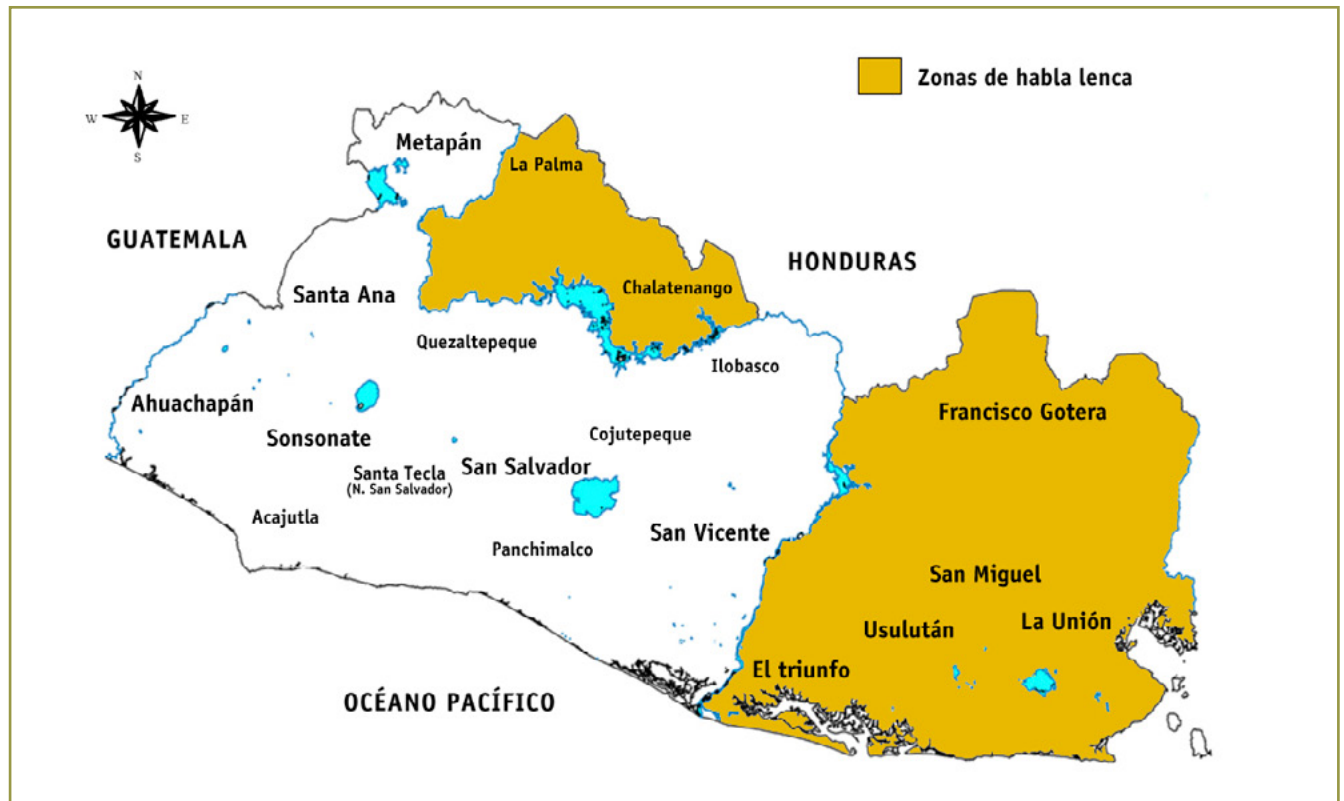 N
W E
S
Zonas de habla lenca
Metapán
La Palma
GUATEMALA
HONDURAS
Santa Ana
Chalatenango
Quezaltepeque
Ilobasco
Ahuachapán
Francisco Gotera
Sonsonate
Cojutepeque
San Salvador
Santa Tecla
(N. San Salvador)
Acajutla
San Vicente
Panchimalco
San Miguel
La Unión
Usulután
El triunfo
OCÉANO PACÍFICO